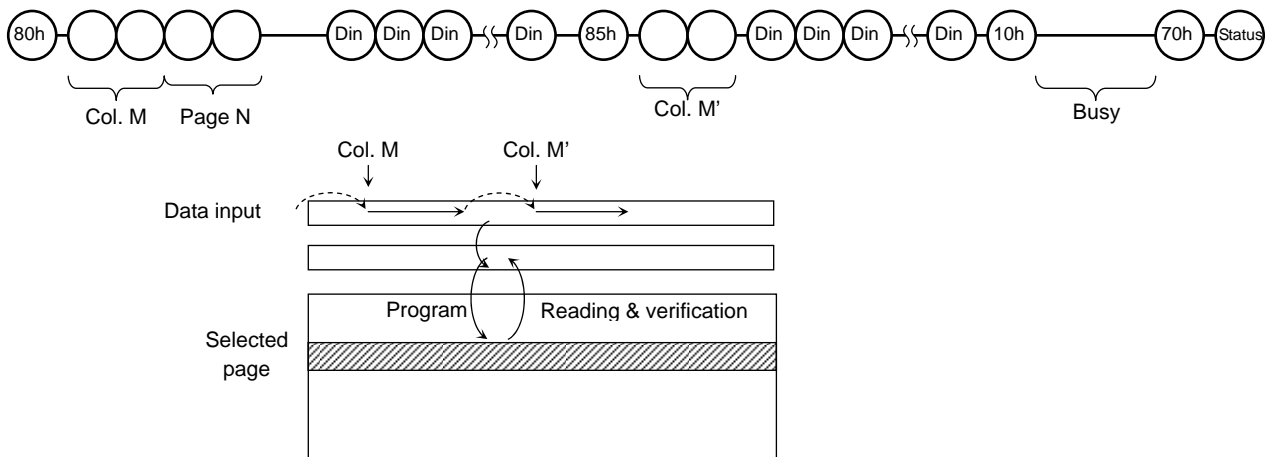 80h Din Din Din Din 85h Din Din Din Din 10h 70h Status
Col. M Page N Col. M’ Busy
Col. M Col. M’
Data input
Program Reading & verification
Selected
page